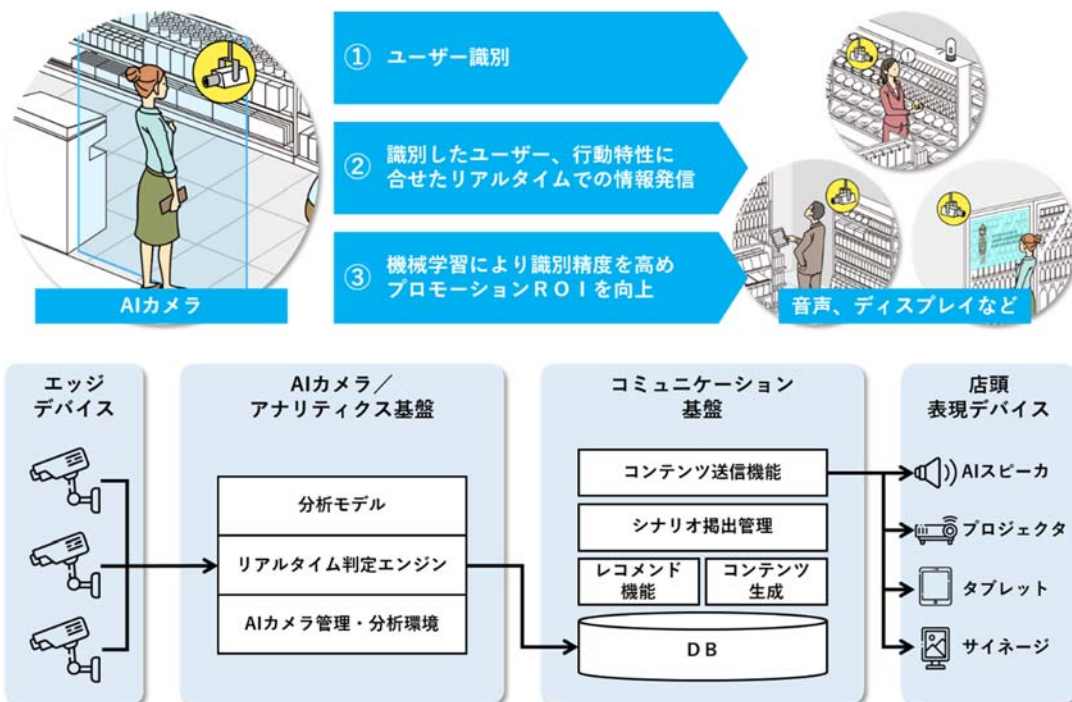 ① ユーザー識別
② 識別したユーザー、行動特性に
合せたリアルタイムでの情報発信
③ 機械学習により識別精度を高め
プロモーションＲＯＩを向上
AIカメラ
音声、ディスプレイなど
エッジ
デバイス
AIカメラ／
アナリティクス基盤
分析モデル
リアルタイム判定エンジン
AIカメラ管理・分析環境
コミュニケーション
基盤
コンテンツ送信機能
シナリオ掲出管理
レコメンド
機能
コンテンツ
生成
ＤＢ
店頭
表現デバイス
AIスピーカ
プロジェクタ
タブレット
サイネージ